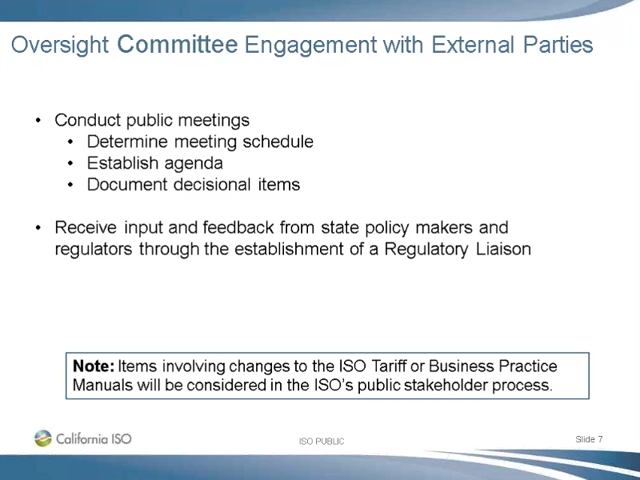 Oversight Committee Engagement with External Parties
• Conduct public meetings
• Determine meeting schedule
• Establish agenda
• Document decisional items
• Receive input and feedback from state policy makers and
regulators through the establishment of a Regulatory Liaison
Note: Items involving changes to the ISO Tariff or Business Practice
Manuals will be considered in the ISO's public stakeholder process.
California ISO
ISO PUBLIC
Slide 7